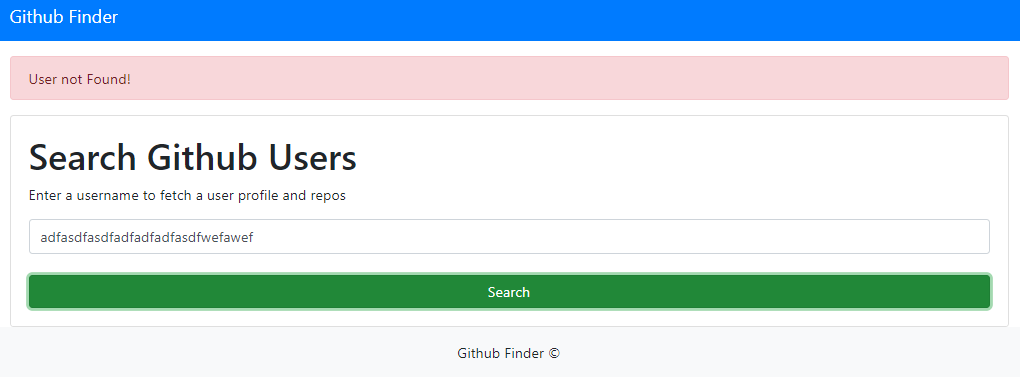 Github Finder
User not Found!
Search Github Users
Enter a username to fetch a user profile and repos
adfasdfasdfadfadfadfasdfwefawef
Search
Github Finder ©